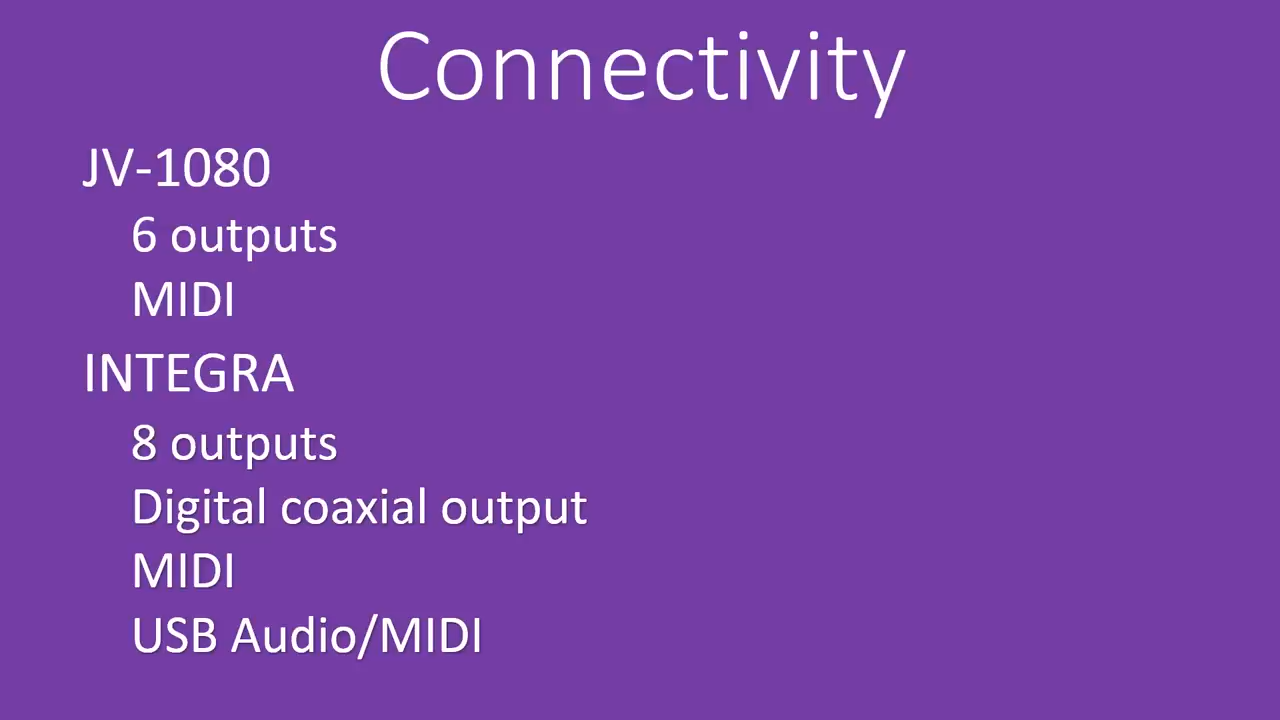 Connectivity
JV-1080
6 outputs
MIDI
INTEGRA
8 outputs
Digital coaxial output
MIDI
USB Audio/MIDI